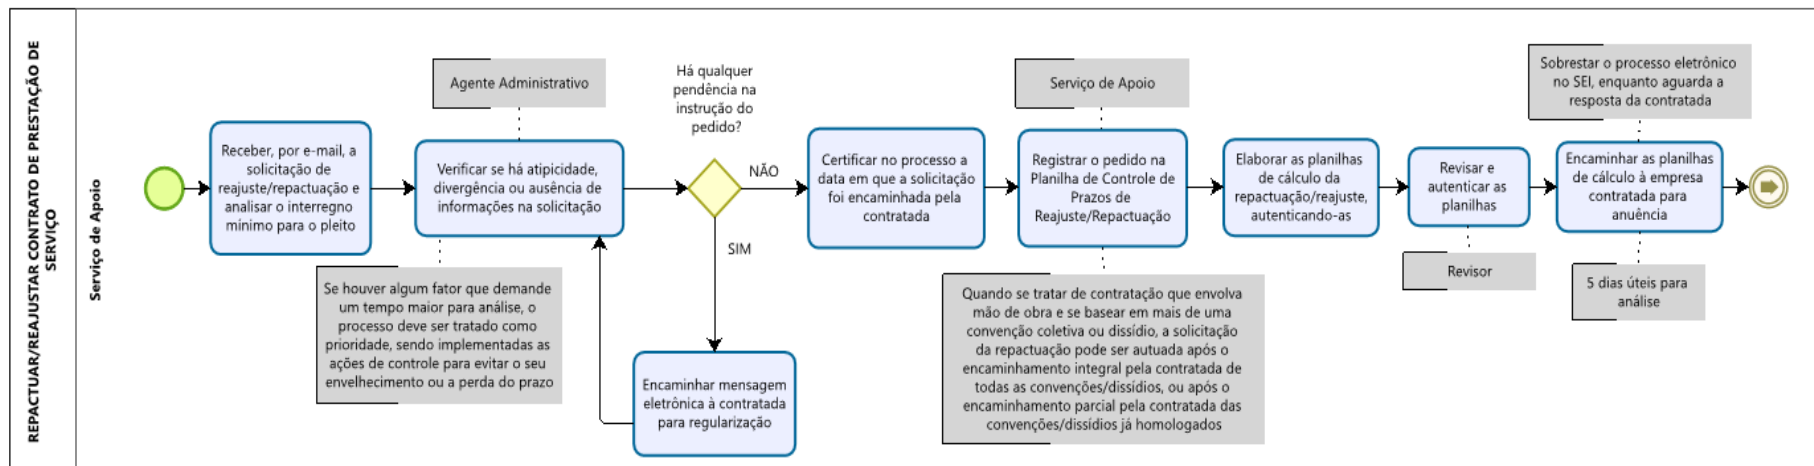 REPACTUAR/REAJUSTAR CONTRATO DE PRESTAÇÃO DE
SERVIÇO
Serviço de Apoio
Receber, por e-mail, a
solicitação de
reajuste/repactuação e
analisar o interregno
mínimo para o pleito
Agente Administrativo
Verificar se há atipicidade,
divergência ou ausência de
informações na solicitação
Se houver algum fator que demande
um tempo maior para análise, o
processo deve ser tratado como
prioridade, sendo implementadas as
ações de controle para evitar o seu
envelhecimento ou a perda do prazo
Há qualquer
pendência na
instrução do
pedido?
NÃO
SIM
Encaminhar mensagem
eletrônica à contratada
para regularização
Certificar no processo a
data em que a solicitação
foi encaminhada pela
contratada
Serviço de Apoio
Registrar o pedido na
Planilha de Controle de
Prazos de
Reajuste/Repactuação
Quando se tratar de contratação que envolva
mão de obra e se basear em mais de uma
convenção coletiva ou dissídio, a solicitação
da repactuação pode ser autuada após o
encaminhamento integral pela contratada de
todas as convenções/dissídios, ou após o
encaminhamento parcial pela contratada das
convenções/dissídios já homologados
Elaborar as planilhas
de cálculo da
repactuação/reajuste,
autenticando-as
Revisar e
autenticar as
planilhas
Revisor
Sobrestar o processo eletrônico
no SEI, enquanto aguarda a
resposta da contratada
Encaminhar as planilhas
de cálculo à empresa
contratada para
anuência
5 dias úteis para
análise